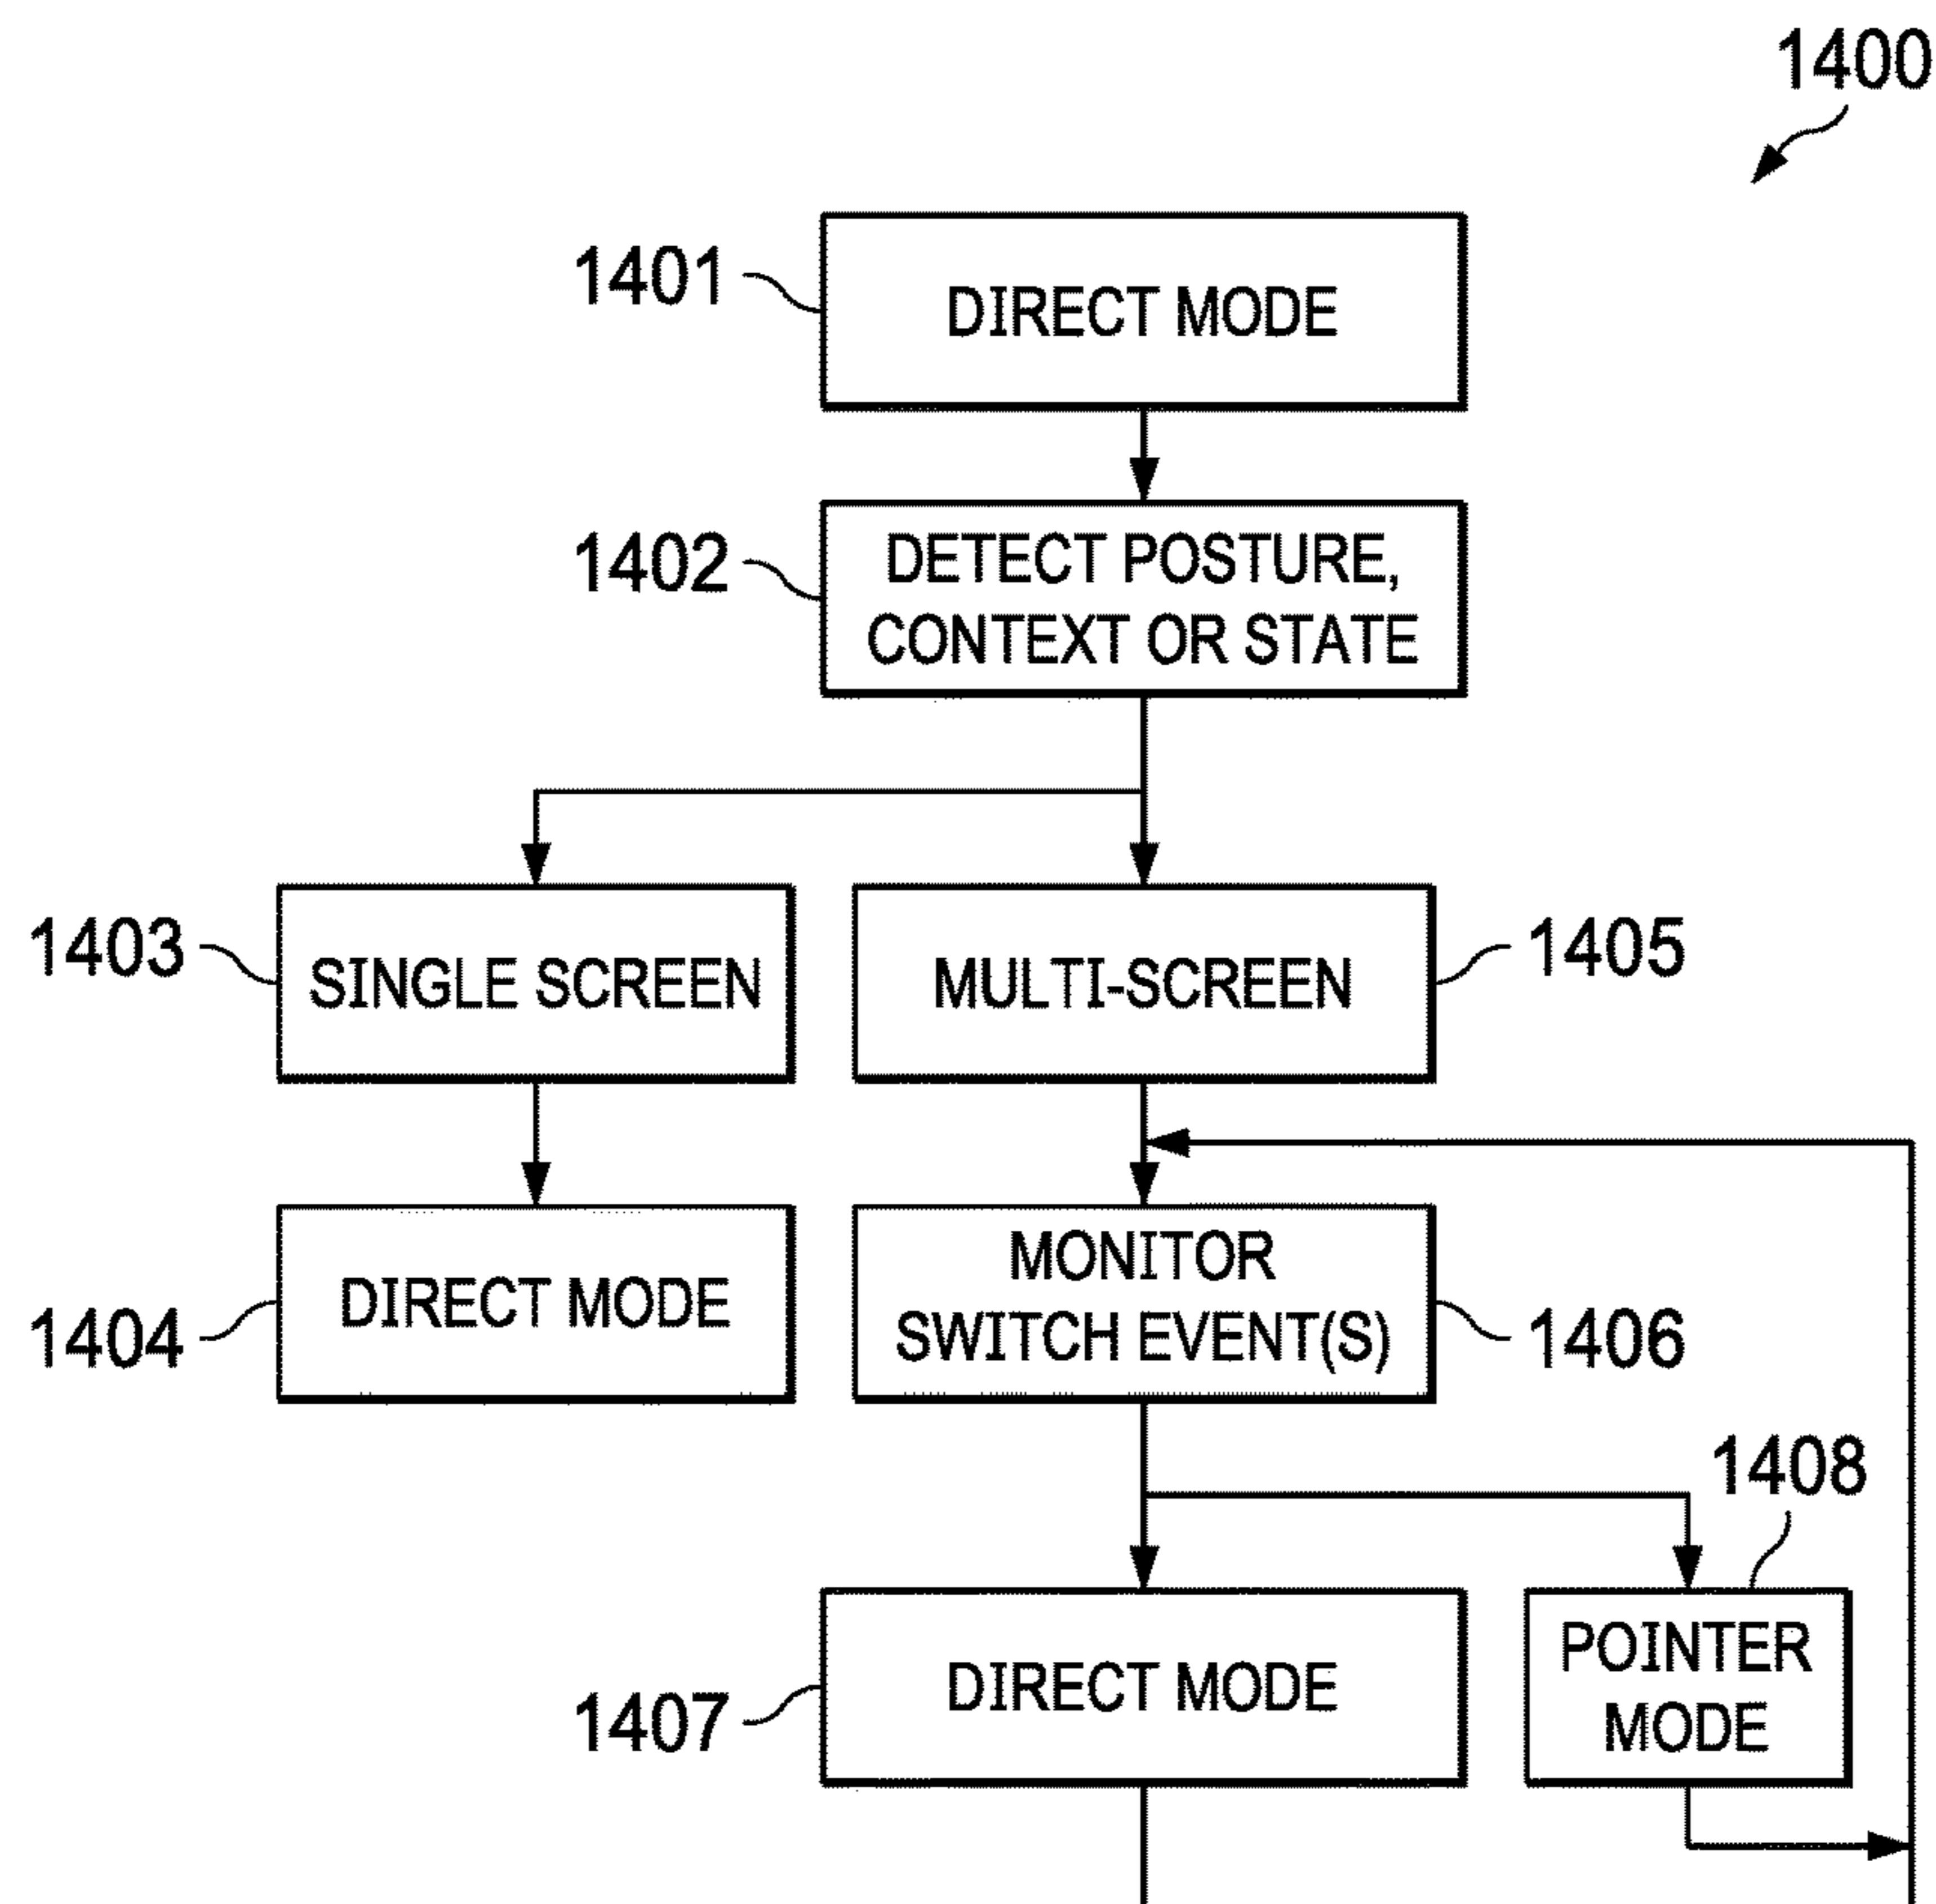 1400
1401
DIRECT MODE
1402
DETECT POSTURE,
CONTEXT OR STATE
1403
SINGLE SCREEN
MULTI-SCREEN
1405
1404
DIRECT MODE
MONITOR
SWITCH EVENT(S)
1406
1408
1407
DIRECT MODE
POINTER
MODE